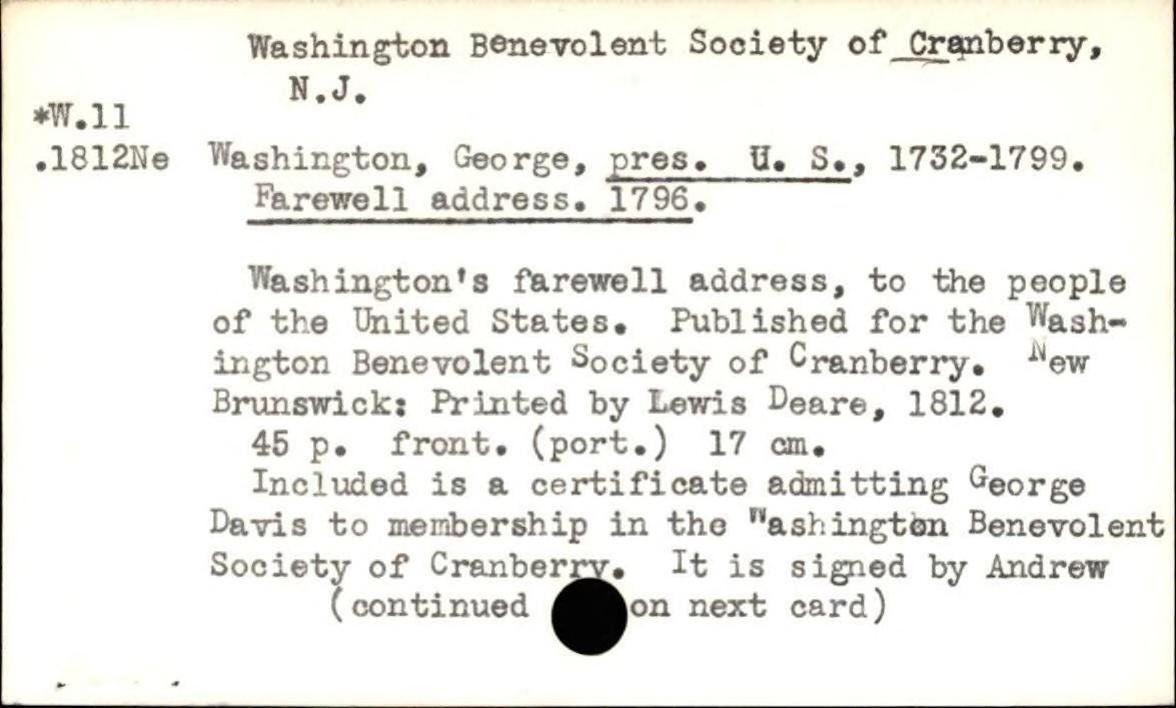 Washington Benevolent Society of Cranberry,
N.J.
*W.11
.1812Ne Washington, George, pres. U. S., 1732-1799.
Farewell address. 1796.
Washington's farewell address, to the people
of the United States. Published for the Wash-
ington Benevolent Society of Cranberry. New
Brunswick: Printed by Lewis Deare, 1812.
45 p. front. (port.) 17 cm.
Included is a certificate admitting George
Davis to membership in the Washington Benevolent
Society of Cranberry. It is signed by Andrew
(continued on next card)